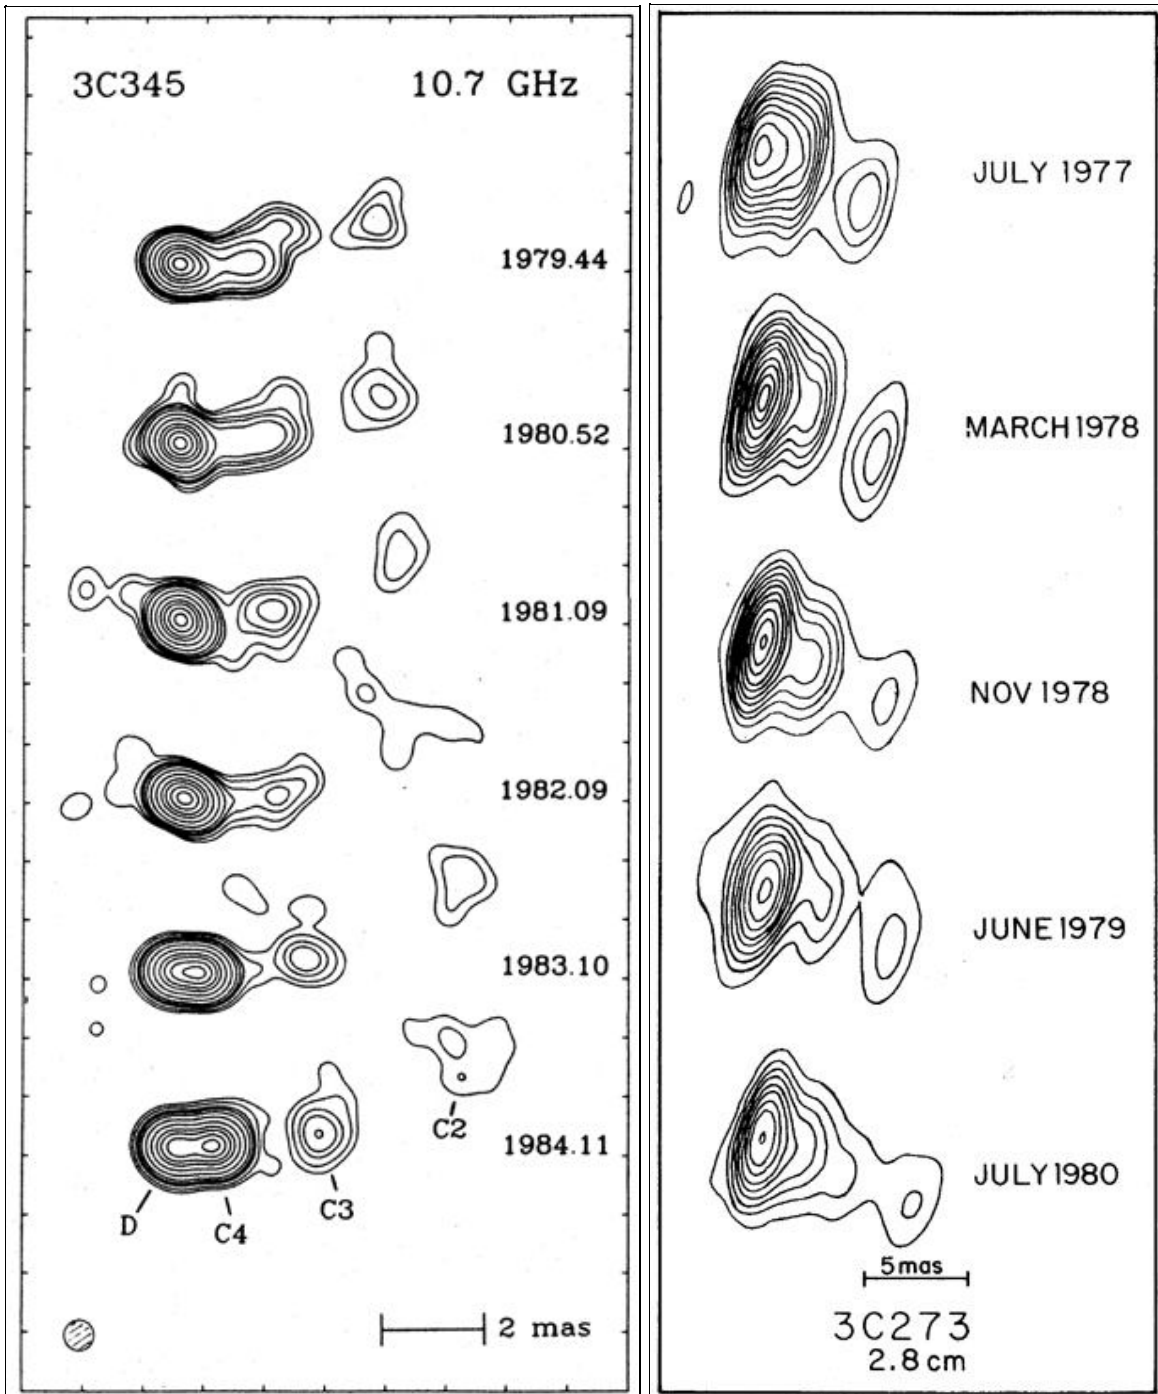 3C345 10.7 GHz
1979.44
1980.52
1981.09
1982.09
1983.10
C2
1984.11
D
C4
C3
2 mas
JULY 1977
MARCH 1978
NOV 1978
JUNE 1979
JULY 1980
5 mas
3C273
2.8 cm